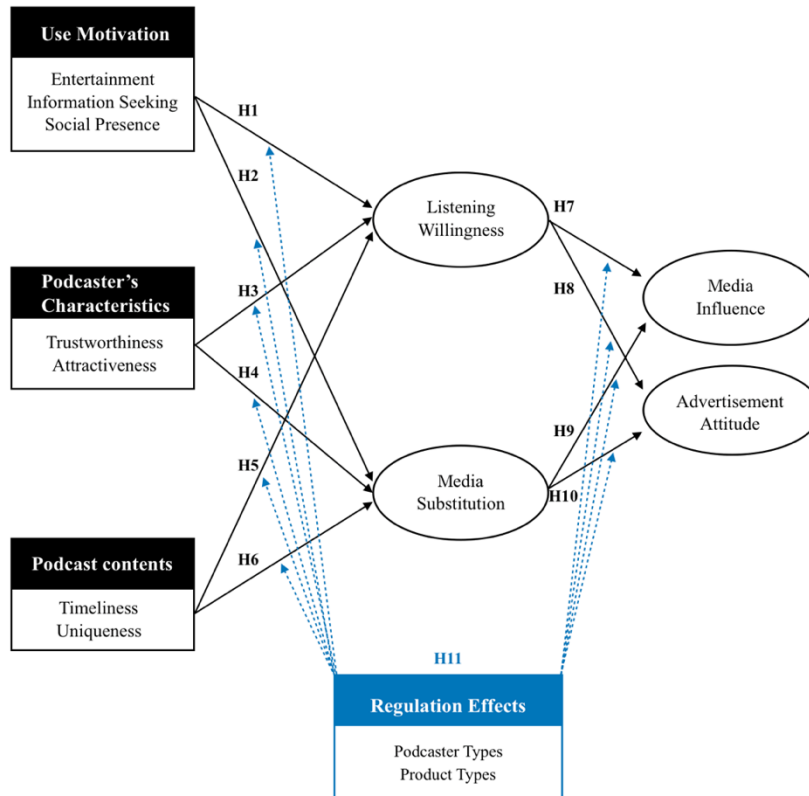 Use Motivation
Entertainment
Information Seeking
Social Presence
H1
H2
Listening
Willingness
H7
Media
Influence
Podcaster's
Characteristics
H3
H8
Trustworthiness
Attractiveness
H4
Advertisement
Attitude
H9
H5
Media
Substitution
H10
Podcast contents
H6
Timeliness
Uniqueness
H11
Regulation Effects
Podcaster Types
Product Types